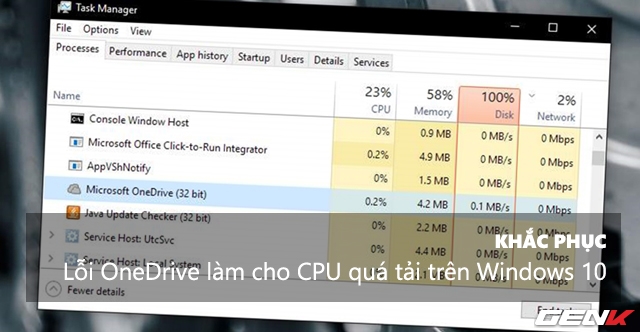 Task Manager
File Options View
Processes Performance App history Startup Users Details Services
23% 58% 100% 2%
Name CPU Memory Disk Network
Console Window Host 0% 0.9 MB 0 MB/s 0 Mbps
Microsoft Office Click-to-Run Integrator 0.2% 4.9 MB 0 MB/s 0 Mbps
AppVShNotify 0% 1.5 MB 0 MB/s 0 Mbps
Microsoft OneDrive (32 bit) 0.2% 4.2 MB 0.1 MB/s 0 Mbps
Java Update Checker (32 bit) 0% 2.2 MB 0 MB/s 0 Mbps
Service Host: UtcSvc 0% 4.4 MB 0 MB/s 0 Mbps
Service Host: Local System
KHẮC PHỤC
Lỗi OneDrive làm cho CPU quá tải trên Windows 10
Fewer details
GENK